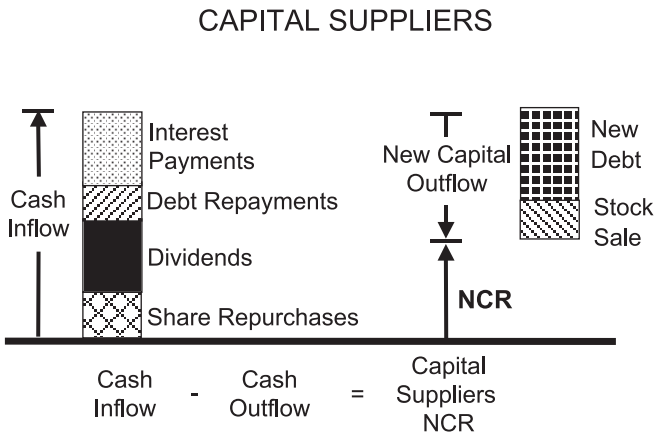 CAPITAL SUPPLIERS
Cash
Inflow
Interest
Payments
Debt Repayments
Dividends
Share Repurchases
New Capital
Outflow
NCR
New
Debt
Stock
Sale
Cash
Inflow
-
Cash
Outflow
=
Capital
Suppliers
NCR